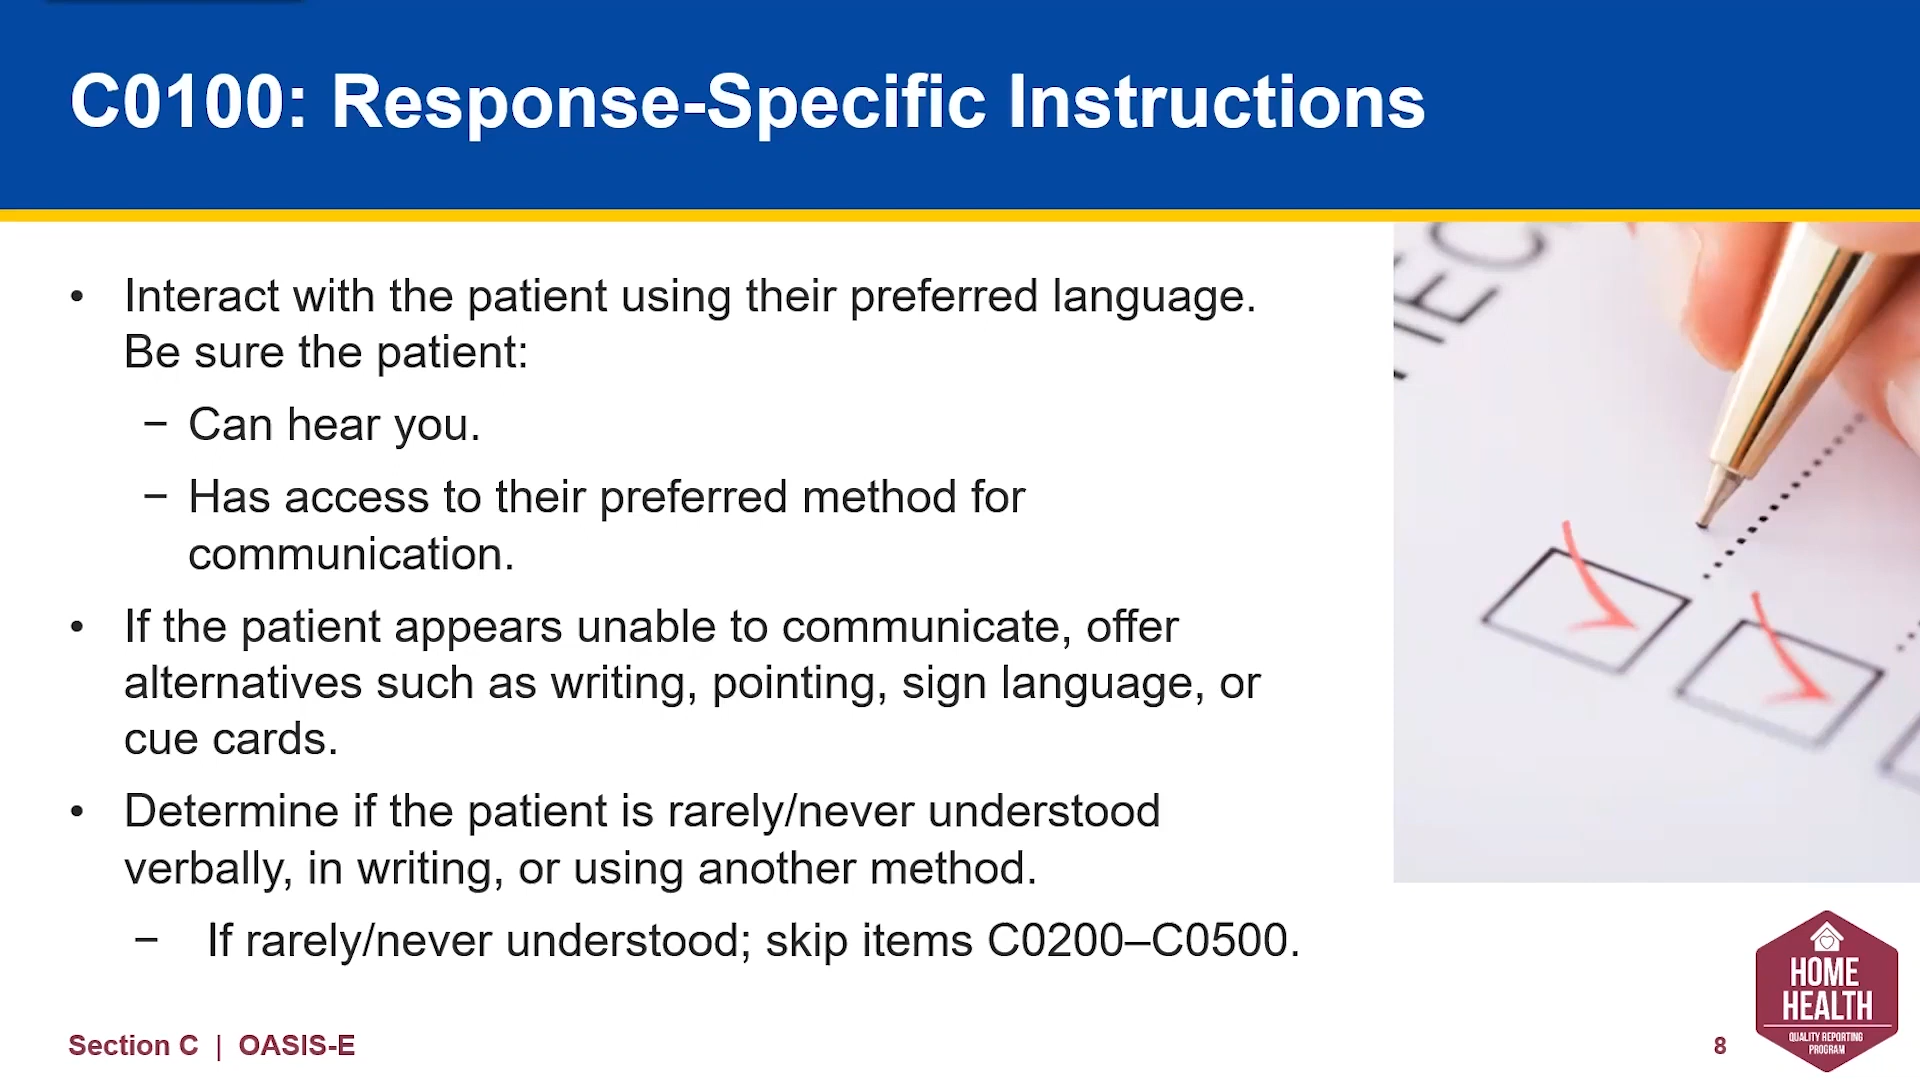 C0100: Response-Specific Instructions
• Interact with the patient using their preferred language.
Be sure the patient:
− Can hear you.
− Has access to their preferred method for
communication.
• If the patient appears unable to communicate, offer
alternatives such as writing, pointing, sign language, or
cue cards.
• Determine if the patient is rarely/never understood
verbally, in writing, or using another method.
− If rarely/never understood; skip items C0200–C0500.
Section C | OASIS-E
8
HOME
HEALTH
QUALITY REPORTING
PROGRAM